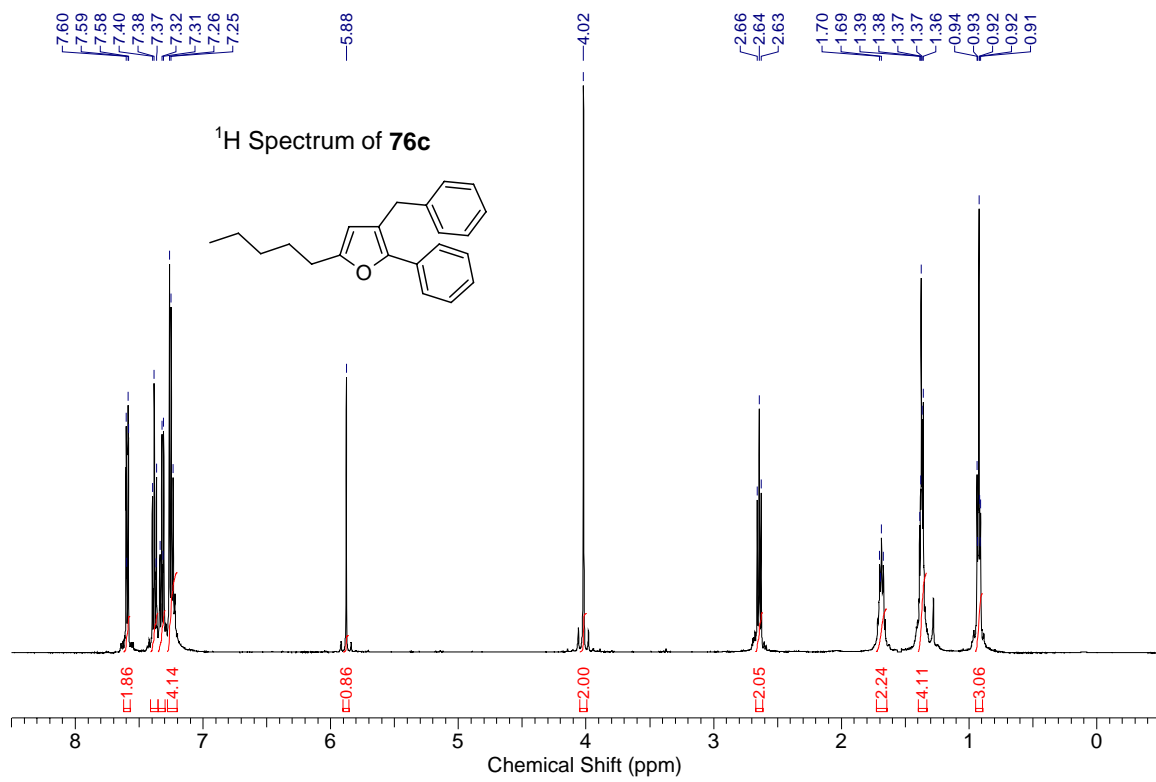 7.60 7.59 7.58 7.40 7.38 7.37 7.32 7.31 7.26 7.25 5.88 4.02 2.66 2.64 2.63 1.70 1.69 1.39 1.38 1.37 1.37 1.36 0.94 0.93 0.92 0.92 0.91
¹H Spectrum of 76c
O
1.86 4.14 0.86 2.00 2.05 2.24 4.11 3.06
8 7 6 5 4 3 2 1 0
Chemical Shift (ppm)